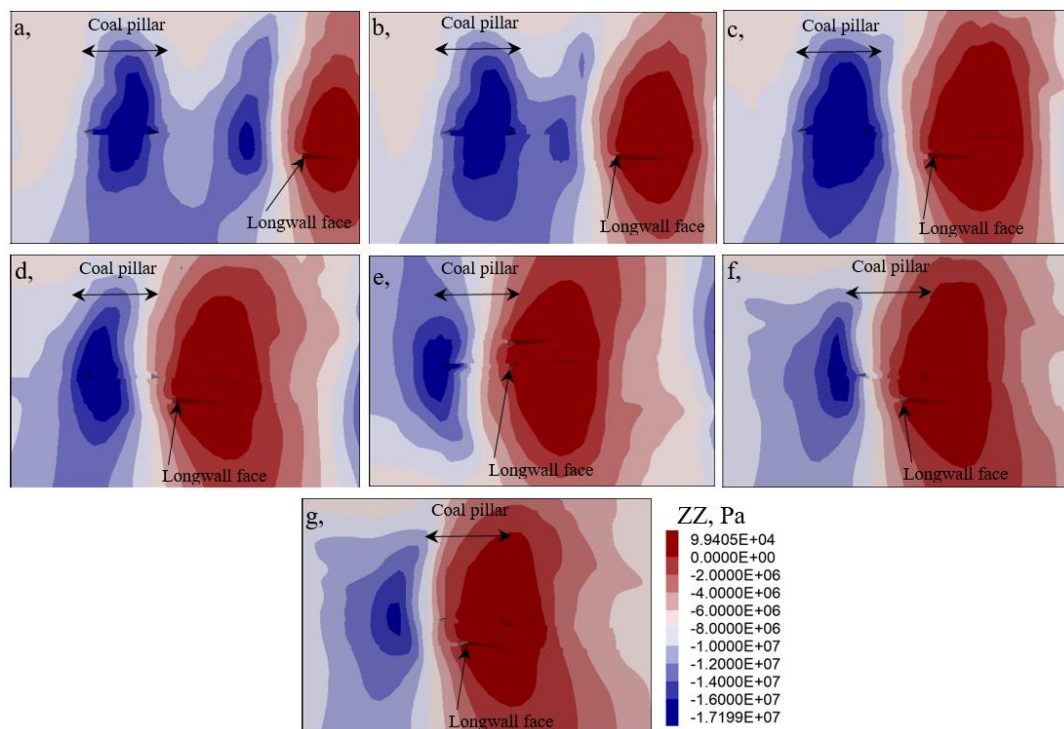 a,
Coal pillar
Longwall face
b,
Coal pillar
Longwall face
c,
Coal pillar
Longwall face
d,
Coal pillar
Longwall face
e,
Coal pillar
Longwall face
f,
Coal pillar
Longwall face
g,
Coal pillar
Longwall face
ZZ, Pa
9.9405E+04
0.0000E+00
-2.0000E+06
-4.0000E+06
-6.0000E+06
-8.0000E+06
-1.0000E+07
-1.2000E+07
-1.4000E+07
-1.6000E+07
-1.7199E+07